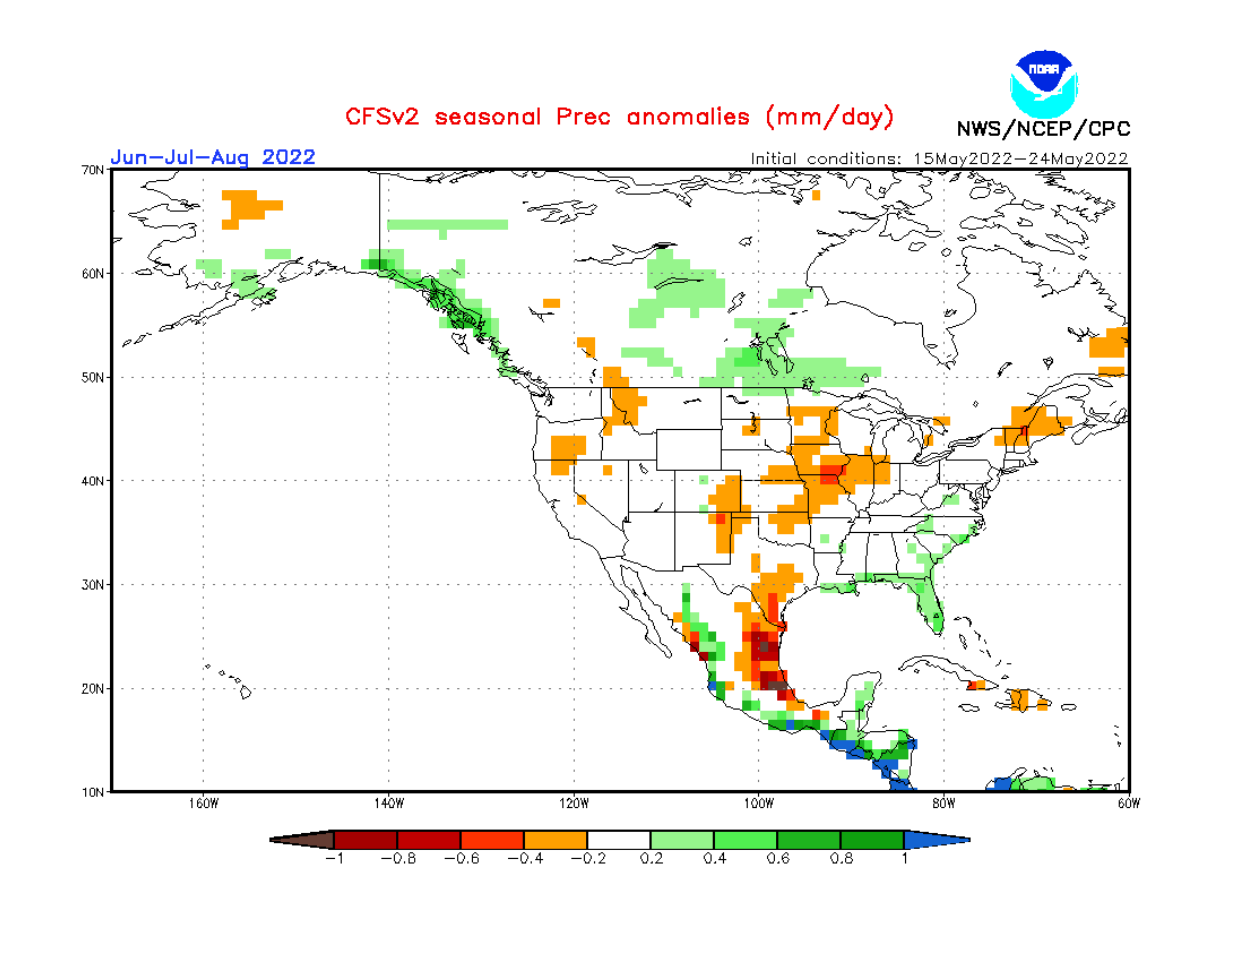 NOAA
CFSv2 seasonal Prec anomalies (mm/day)
NWS/NCEP/CPC
Jun-Jul-Aug 2022
Initial conditions: 15May2022-24May2022
70N
60N
50N
40N
30N
20N
10N
160W 140W 120W 100W 80W 60W
-1 -0.8 -0.6 -0.4 -0.2 0.2 0.4 0.6 0.8 1